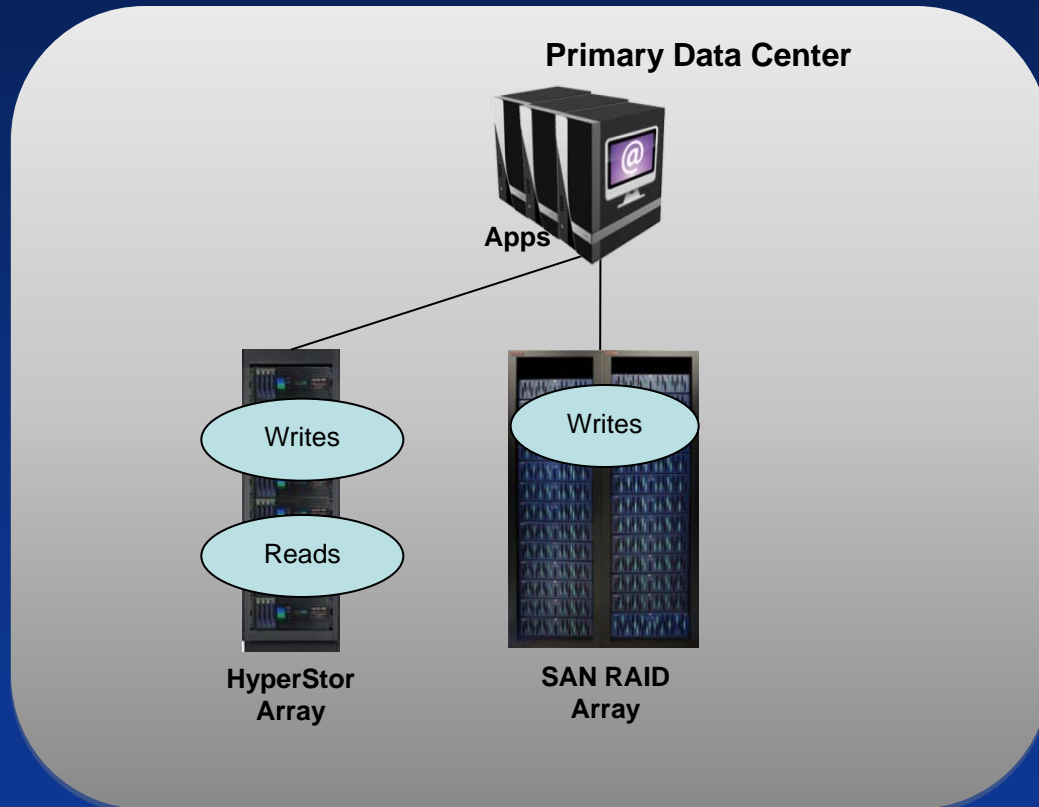 Primary Data Center
@
Apps
Writes
Writes
Reads
HyperStor
Array
SAN RAID
Array